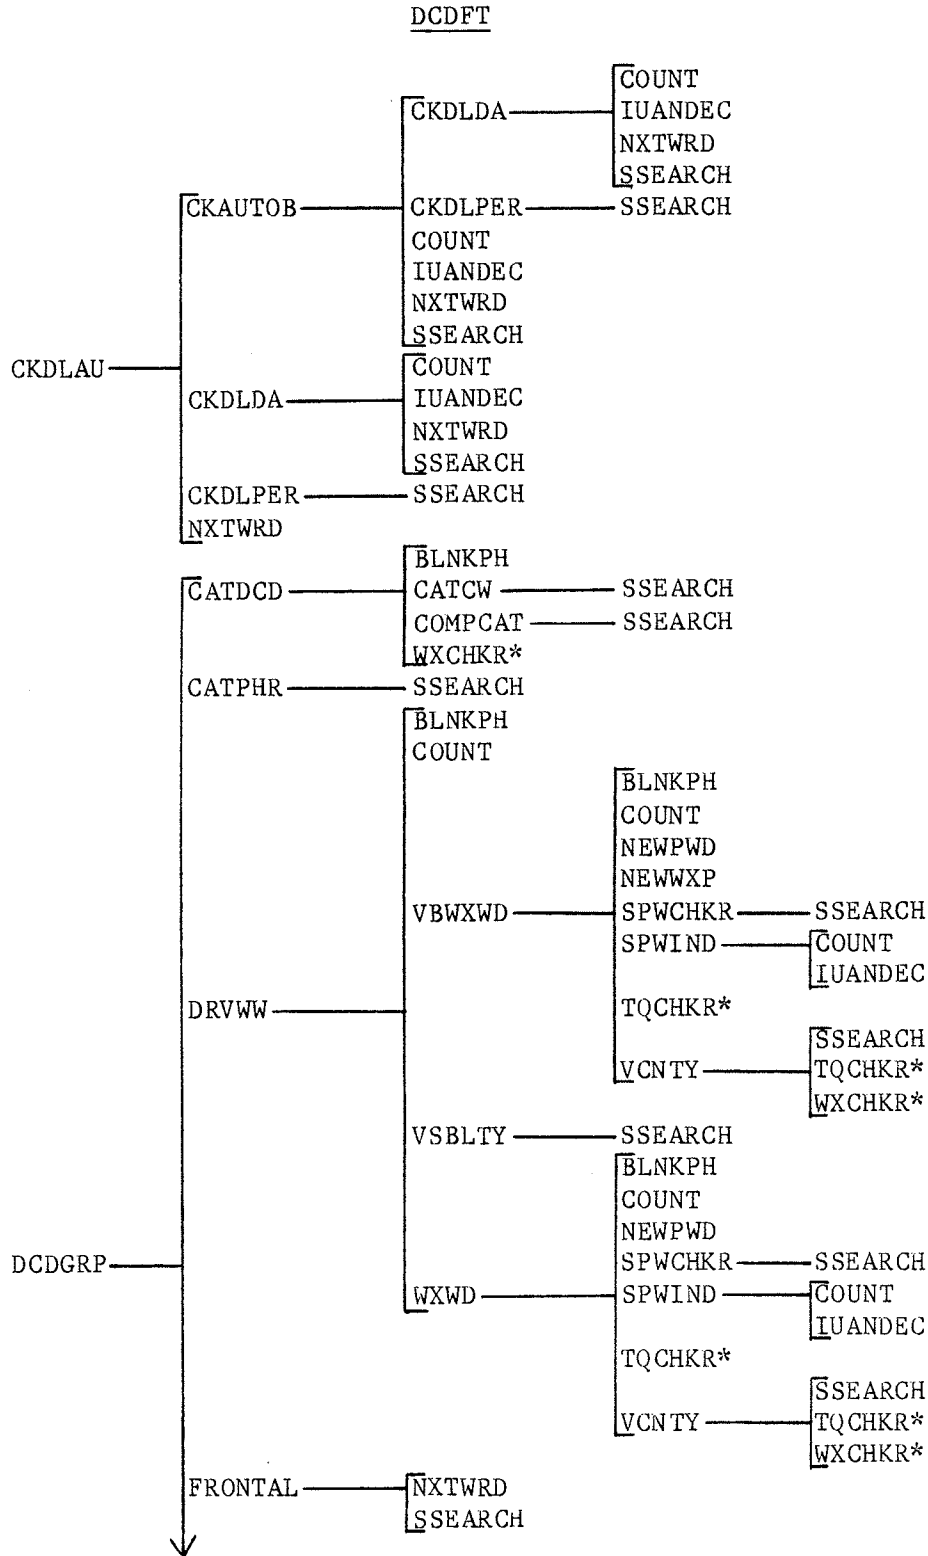 DCDFT
COUNT
CKDLDA IUANDEC
NXTWRD
SSEARCH
CKAUTOB CKDLPER SSEARCH
COUNT
IUANDEC
NXTWRD
SSEARCH
CKDLAU COUNT
CKDLDA IUANDEC
NXTWRD
SSEARCH
CKDLPER SSEARCH
NXTWRD
BLNKPH
CATDCD CATCW SSEARCH
COMPCAT SSEARCH
WXCHKR*
CATPHR SSEARCH
BLNKPH
COUNT
BLNKPH
COUNT
NEWPWD
NEWWXP
VBWXWD SPWCHKR SSEARCH
SPWIND COUNT
IUANDEC
DRVWW TQCHKR*
SSEARCH
VCNTY TQCHKR*
WXCHKR*
VSBLTY SSEARCH
BLNKPH
COUNT
NEWPWD
DCDGRP SPWCHKR SSEARCH
WXWD SPWIND COUNT
IUANDEC
TQCHKR*
SSEARCH
VCNTY TQCHKR*
WXCHKR*
FRONTAL NXTWRD
SSEARCH